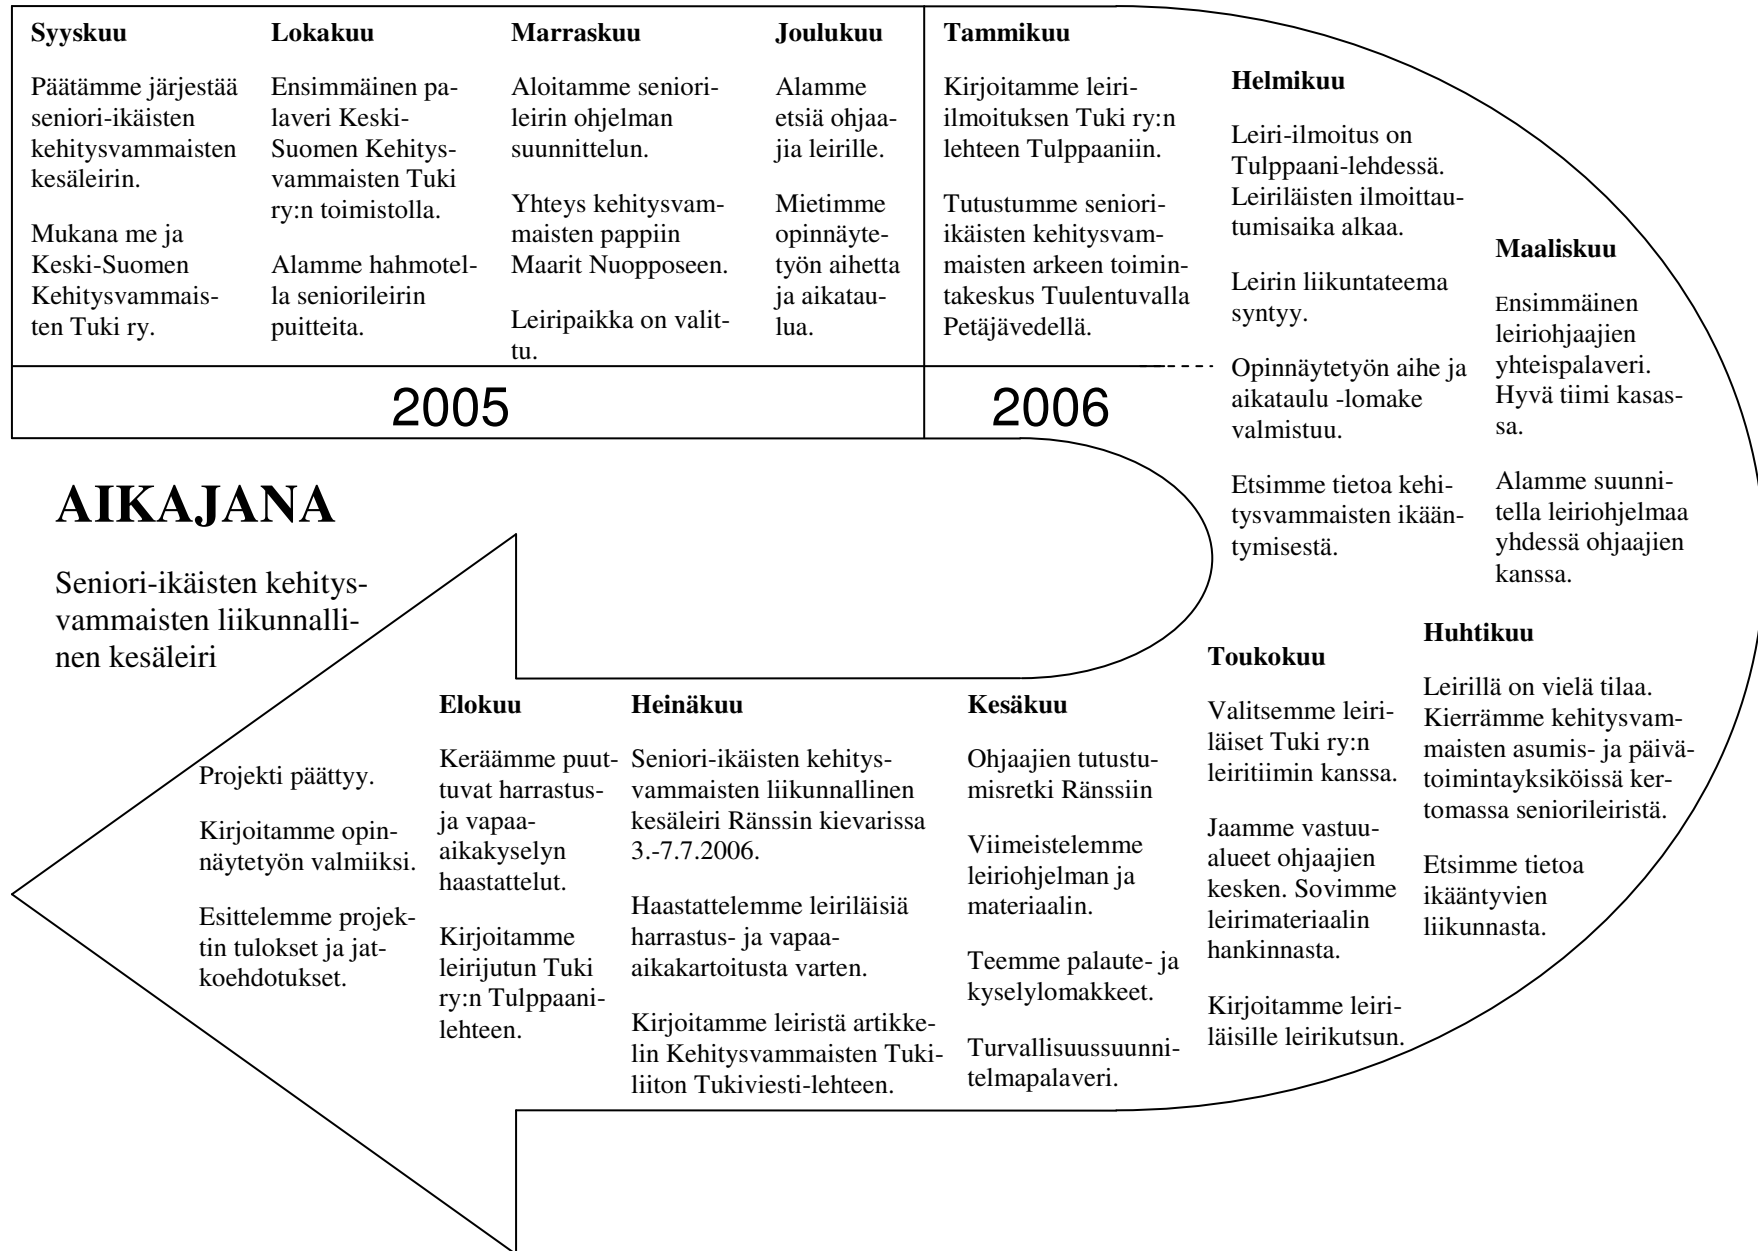 Syyskuu
Päätämme järjestää
seniori-ikäisten
kehitysvammaisten
kesäleirin.
Mukana me ja
Keski-Suomen
Kehitysvammais-
ten Tuki ry.
Lokakuu
Ensimmäinen pa-
laveri Keski-
Suomen Kehitys-
vammaisten Tuki
ry:n toimistolla.
Alamme hahmotel-
la seniorileirin
puitteita.
Marraskuu
Aloitamme seniori-
leirin ohjelman
suunnittelun.
Yhteys kehitysvam-
maisten pappiin
Maarit Nuopposeen.
Leiripaikka on valit-
tu.
Joulukuu
Alamme
etsiä ohjaa-
jia leirille.
Mietimme
opinnäyte-
työn aihetta
ja aikatau-
lua.
2005
Tammikuu
Kirjoitamme leiri-
ilmoituksen Tuki ry:n
lehteen Tulppaaniin.
Tutustumme seniori-
ikäisten kehitysvam-
maisten arkeen toimin-
takeskus Tuulentuvalla
Petäjävedellä.
2006
Helmikuu
Leiri-ilmoitus on
Tulppaani-lehdessä.
Leiriläisten ilmoittau-
tumisaika alkaa.
Leirin liikuntateema
syntyy.
Opinnäytetyön aihe ja
aikataulu -lomake
valmistuu.
Etsimme tietoa kehi-
tysvammaisten ikään-
tymisestä.
Maaliskuu
Ensimmäinen
leiriohjaajien
yhteispalaveri.
Hyvä tiimi kasas-
sa.
Alamme suunni-
tella leiriohjelmaa
yhdessä ohjaajien
kanssa.
AIKAJANA
Seniori-ikäisten kehitys-
vammaisten liikunnalli-
nen kesäleiri
Huhtikuu
Leirillä on vielä tilaa.
Kierrämme kehitysvam-
maisten asumis- ja päivä-
toimintayksiköissä ker-
tomassa seniorileiristä.
Etsimme tietoa
ikääntyvien
liikunnasta.
Toukokuu
Valitsemme leiri-
läiset Tuki ry:n
leiritiimin kanssa.
Jaamme vastuu-
alueet ohjaajien
kesken. Sovimme
leirimateriaalin
hankinnasta.
Kirjoitamme leiri-
läisille leirikutsun.
Kesäkuu
Ohjaajien tutustu-
misretki Ränssiin
Viimeistelemme
leiriohjelman ja
materiaalin.
Teemme palaute- ja
kyselylomakkeet.
Turvallisuussuunni-
telmapalaveri.
Heinäkuu
Seniori-ikäisten kehitys-
vammaisten liikunnallinen
kesäleiri Ränssin kievarissa
3.-7.7.2006.
Haastattelemme leiriläisiä
harrastus- ja vapaa-
aikakartoitusta varten.
Kirjoitamme leiristä artikke-
lin Kehitysvammaisten Tuki-
liiton Tukiviesti-lehteen.
Elokuu
Keräämme puut-
tuvat harrastus-
ja vapaa-
aikakyselyn
haastattelut.
Kirjoitamme
leirijutun Tuki
ry:n Tulppaani-
lehteen.
Projekti päättyy.
Kirjoitamme opin-
näytetyön valmiiksi.
Esittelemme projek-
tin tulokset ja jat-
koehdotukset.